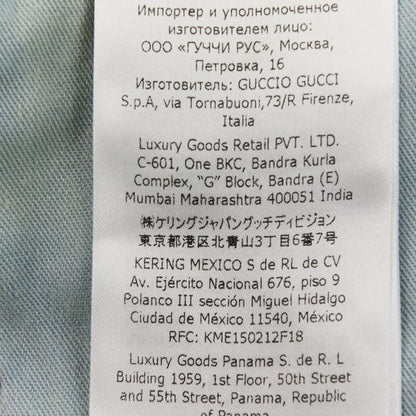 Импортер и уполномоченное
изготовителем лицо:
ООО «ГУЧЧИ РУС», Москва,
Петровка, 16
Изготовитель: GUCCIO GUCCI
S.p.A, via Tornabuoni,73/R Firenze,
Italia
Luxury Goods Retail PVT. LTD.
C-601, One BKC, Bandra Kurla
Complex, “G” Block, Bandra (E)
Mumbai Maharashtra 400051 India
㈱ケリングジャパングッチディビジョン
東京都港区北青山3丁目6番7号
KERING MEXICO S de RL de CV
Av. Ejército Nacional 676, piso 9
Polanco III sección Miguel Hidalgo
Ciudad de México 11540, México
RFC: KME150212F18
Luxury Goods Panama S. de R. L
Building 1959, 1st Floor, 50th Street
and 55th Street, Panama, Republic
of Panama